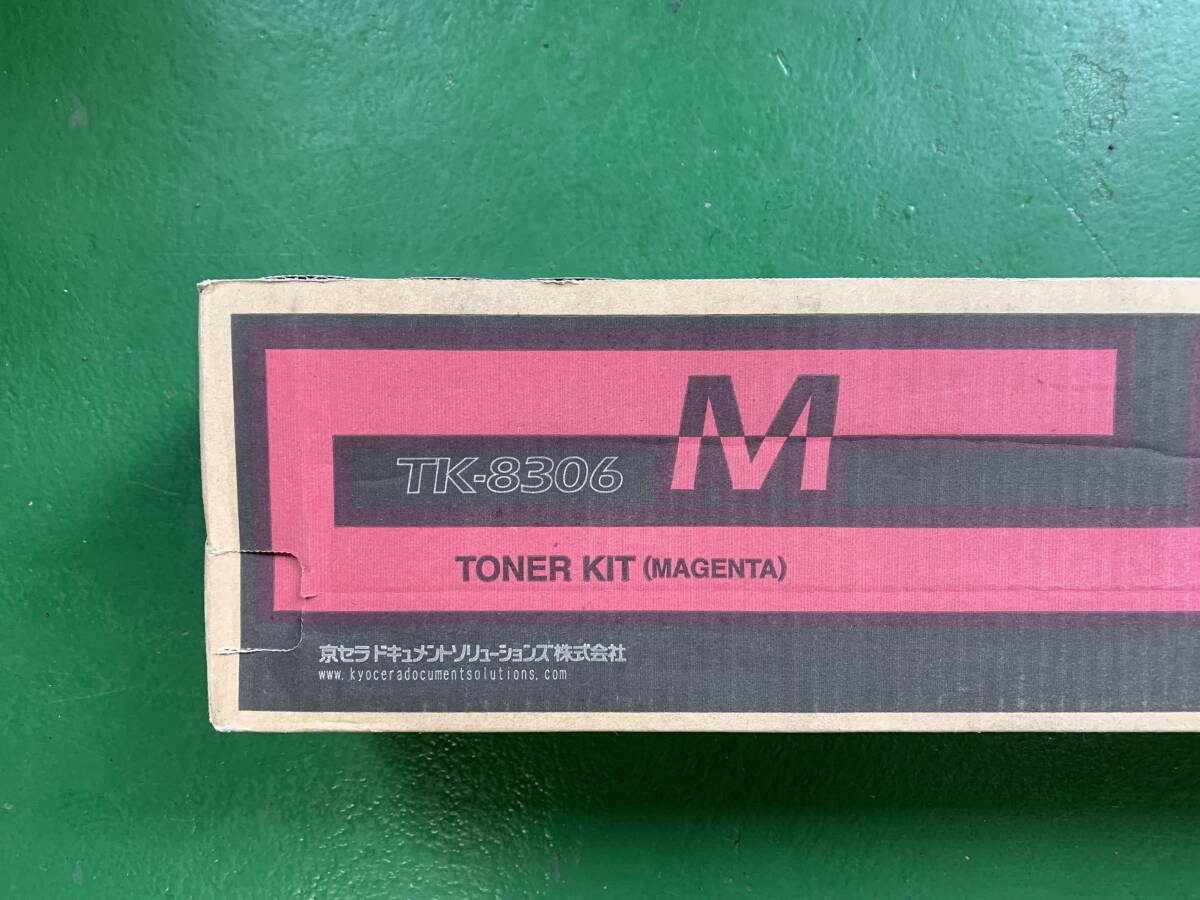 M
TK-8306
TONER KIT (MAGENTA)
京セラドキュメントソリューションズ株式会社
www.kyoceradocumentsolutions.com